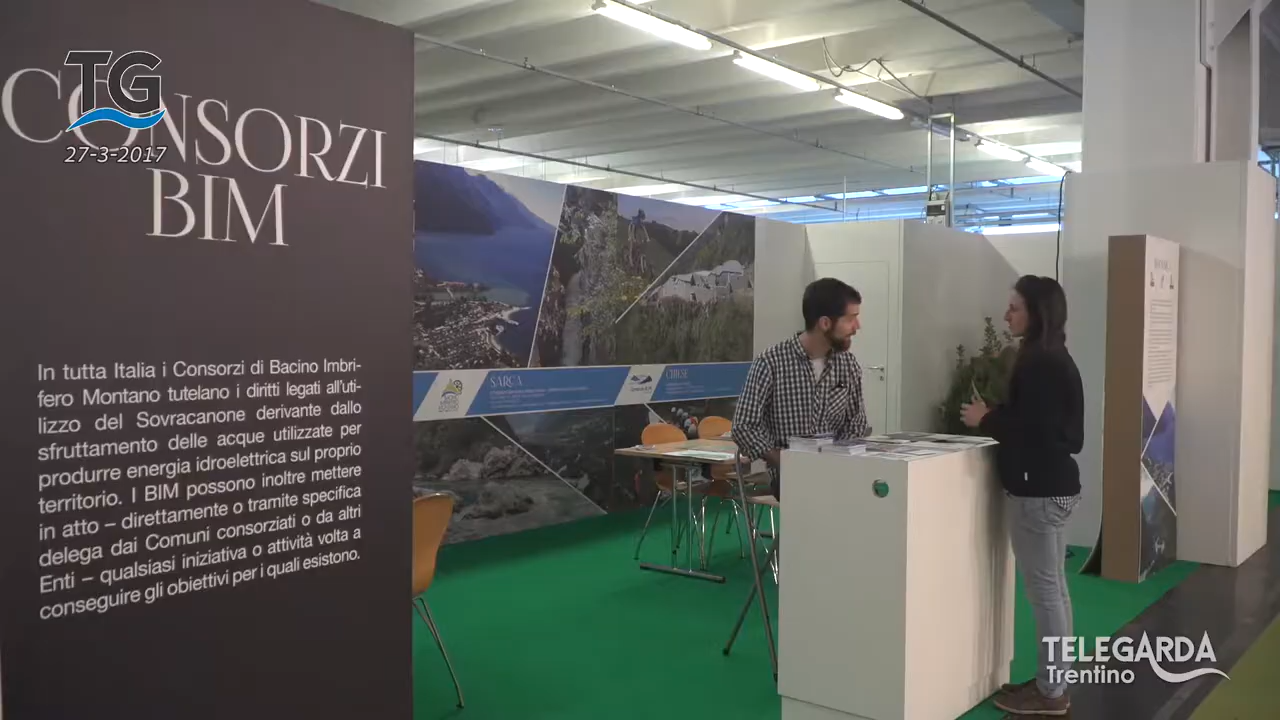 TG
27-3-2017
CONSORZI
BIM
In tutta Italia i Consorzi di Bacino Imbri-
fero Montano tutelano i diritti legati all'uti-
lizzo del Sovracanone derivante dallo
sfruttamento delle acque utilizzate per
produrre energia idroelettrica sul proprio
territorio. I BIM possono inoltre mettere
in atto – direttamente o tramite specifica
delega dai Comuni consorziati o da altri
Enti – qualsiasi iniziativa o attività volta a
conseguire gli obiettivi per i quali esistono.
SARCA
CHIESE
TELEGARDA
Trentino